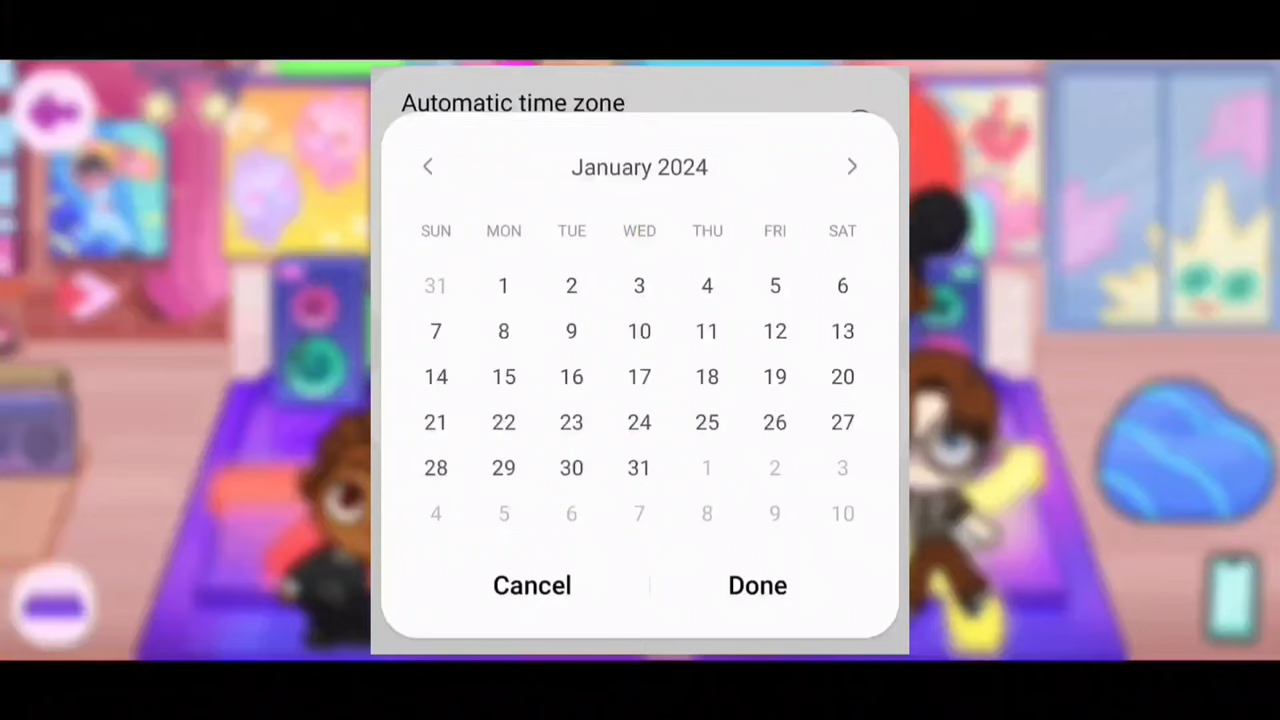 Automatic time zone
January 2024
SUN MON TUE WED THU FRI SAT
31 1 2 3 4 5 6
7 8 9 10 11 12 13
14 15 16 17 18 19 20
21 22 23 24 25 26 27
28 29 30 31 1 2 3
4 5 6 7 8 9 10
Cancel Done